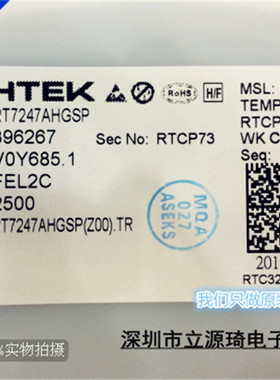 HTEK
RoHS
H/F
RT7247AHGSP
896267
V0Y685.1
FEL2C
2500
RT7247AHGSP(Z00).TR
Sec No: RTCP73
MQA
027
ASEKS
MSL:
TEMP
RTCP
WK C
Seq:
201
RTC32
我们只做原
%实物拍摄
深圳市立源琦电子